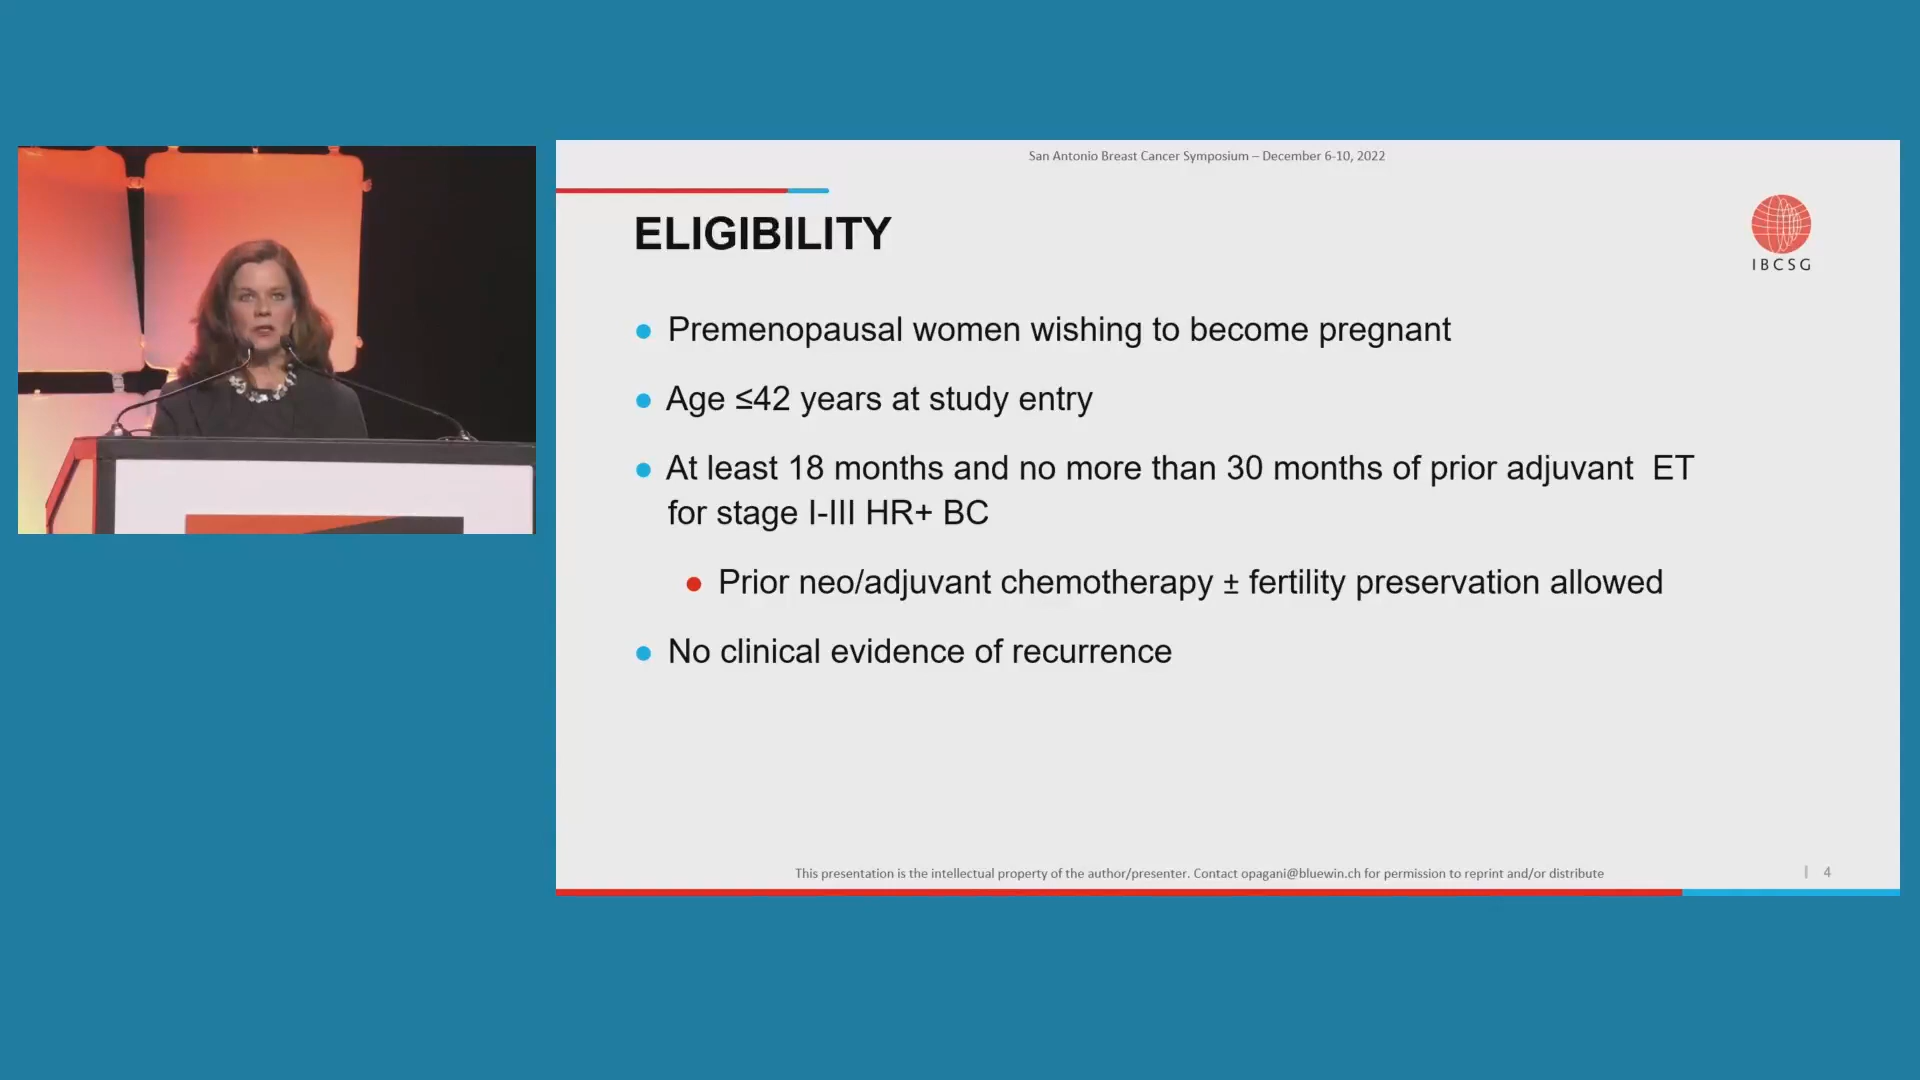 San Antonio Breast Cancer Symposium – December 6-10, 2022
ELIGIBILITY
IBCSG
● Premenopausal women wishing to become pregnant
● Age ≤42 years at study entry
● At least 18 months and no more than 30 months of prior adjuvant ET
for stage I-III HR+ BC
● Prior neo/adjuvant chemotherapy ± fertility preservation allowed
● No clinical evidence of recurrence
This presentation is the intellectual property of the author/presenter. Contact opagani@bluewin.ch for permission to reprint and/or distribute
| 4